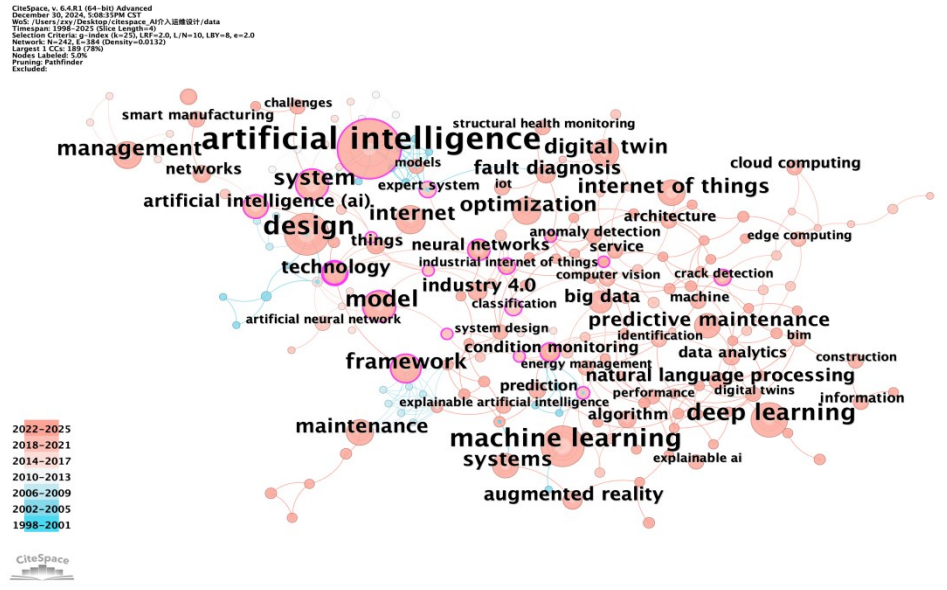 CiteSpace, v. 6.4.R1 (64-bit) Advanced
December 30, 2024, 5:08:35PM CST
WoS: /Users/zxy/Desktop/citespace_AI介入运维设计/data
Timespan: 1998-2025 (Slice Length=4)
Selection Criteria: g-index (k=25), LRF=2.0, L/N=10, LBY=8, e=2.0
Network: N=242, E=384 (Density=0.0132)
Largest 1 CCs: 189 (78%)
Nodes Labeled: 5.0%
Pruning: Pathfinder
Excluded:
challenges
smart manufacturing
structural health monitoring
artificial intelligence
management
digital twin
models
cloud computing
networks
fault diagnosis
system
expert system
iot
internet of things
artificial intelligence (ai)
internet
optimization
architecture
design
anomaly detection
edge computing
things
neural networks
service
technology
industrial internet of things
computer vision
crack detection
industry 4.0
model
classification
big data
machine
artificial neural network
predictive maintenance
system design
identification
bim
condition monitoring
data analytics
construction
framework
energy management
natural language processing
prediction
performance
digital twins
information
explainable artificial intelligence
algorithm
deep learning
maintenance
machine learning
systems
explainable ai
augmented reality
2022-2025
2018-2021
2014-2017
2010-2013
2006-2009
2002-2005
1998-2001
CiteSpace